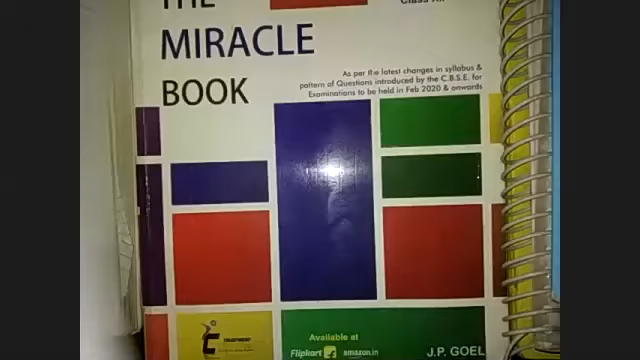 THE
MIRACLE
BOOK
As per the latest changes in syllabus &
pattern of Questions introduced by the C.B.S.E. for
Examinations to be held in Feb 2020 & onwards
Available at
Flipkart amazon.in
J.P. GOEL